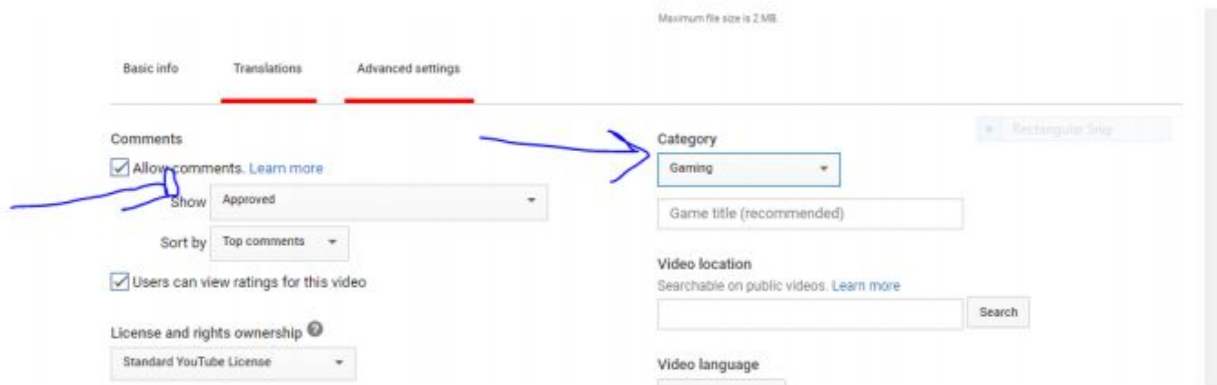 Maximum file size is 2 MB.
Basic info Translations Advanced settings
Comments
Allow comments. Learn more
Show Approved
Sort by Top comments
Users can view ratings for this video
License and rights ownership ?
Standard YouTube License
Category
Gaming
Game title (recommended)
Rectangular Snip
Video location
Searchable on public videos. Learn more
Search
Video language